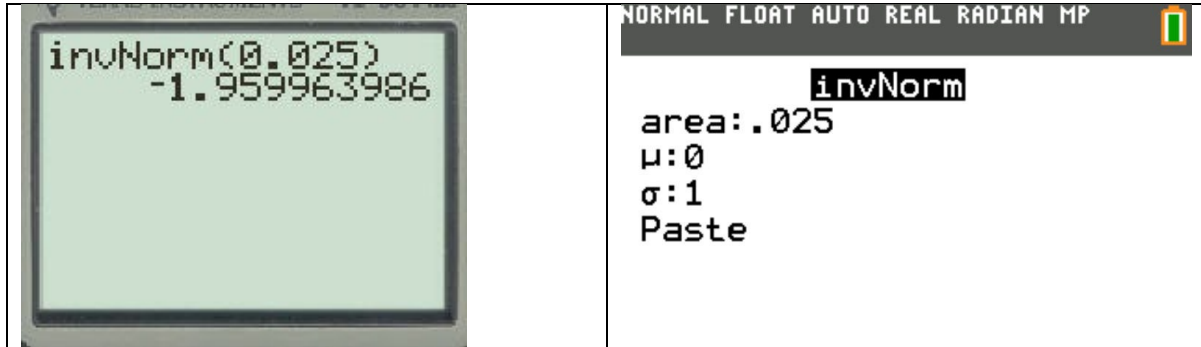 invNorm(0.025)
-1.959963986
NORMAL FLOAT AUTO REAL RADIAN MP
invNorm
area:.025
μ:0
σ:1
Paste